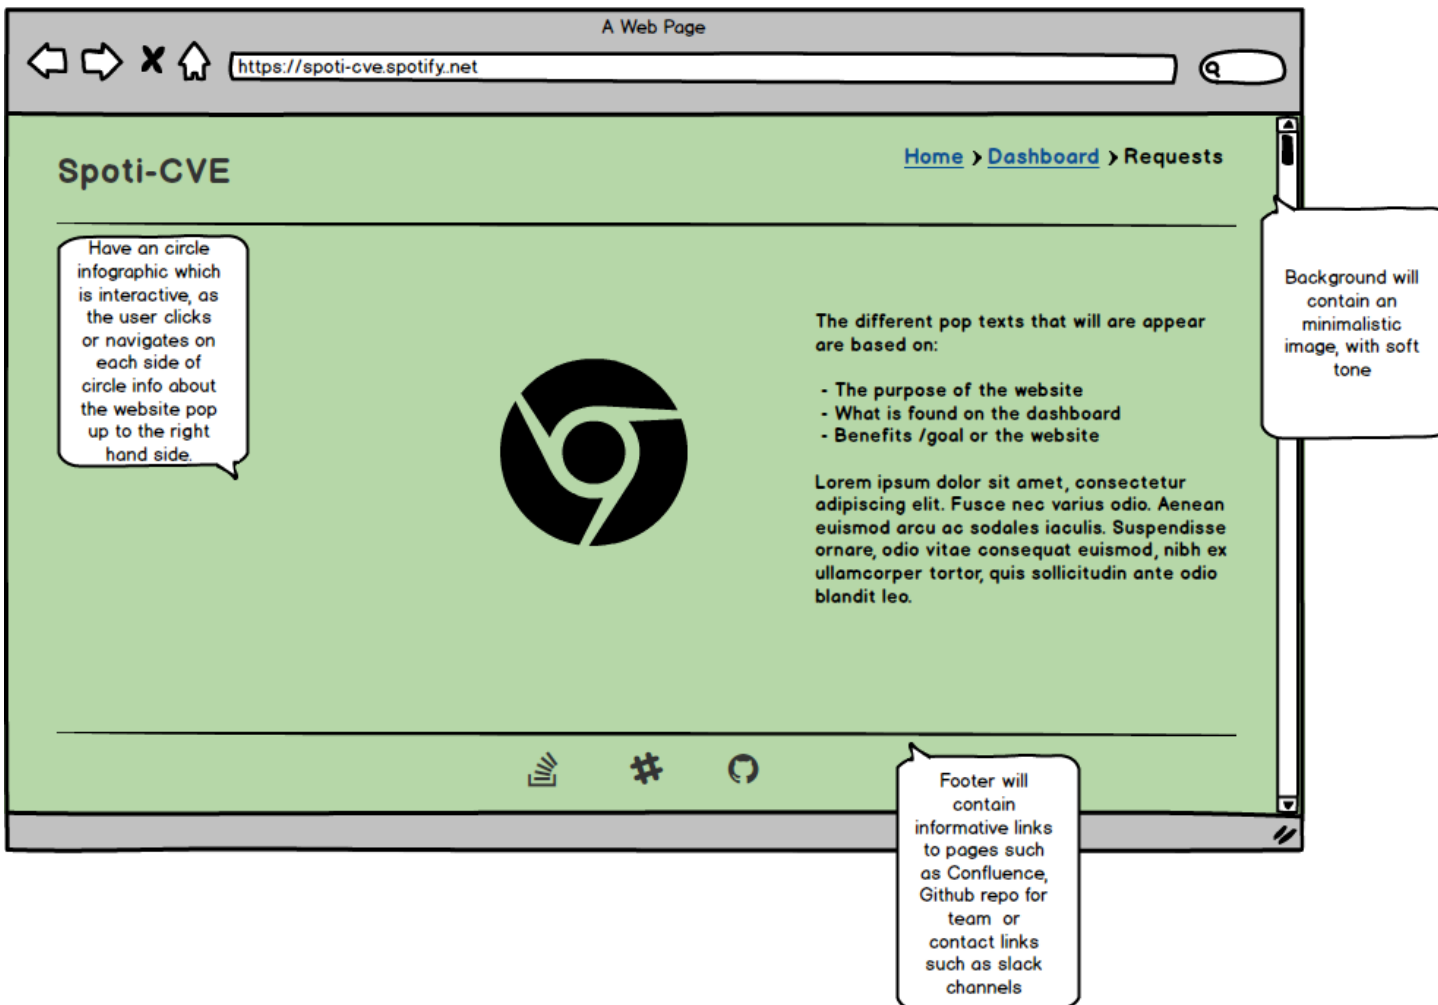 A Web Page
https://spoti-cve.spotify..net
Spoti-CVE
Home > Dashboard > Requests
Have an circle
infographic which
is interactive, as
the user clicks
or navigates on
each side of
circle info about
the website pop
up to the right
hand side.
Background will
contain an
minimalistic
image, with soft
tone
The different pop texts that will are appear
are based on:
- The purpose of the website
- What is found on the dashboard
- Benefits /goal or the website
Lorem ipsum dolor sit amet, consectetur
adipiscing elit. Fusce nec varius odio. Aenean
euismod arcu ac sodales iaculis. Suspendisse
ornare, odio vitae consequat euismod, nibh ex
ullamcorper tortor, quis sollicitudin ante odio
blandit leo.
Footer will
contain
informative links
to pages such
as Confluence,
Github repo for
team or
contact links
such as slack
channels